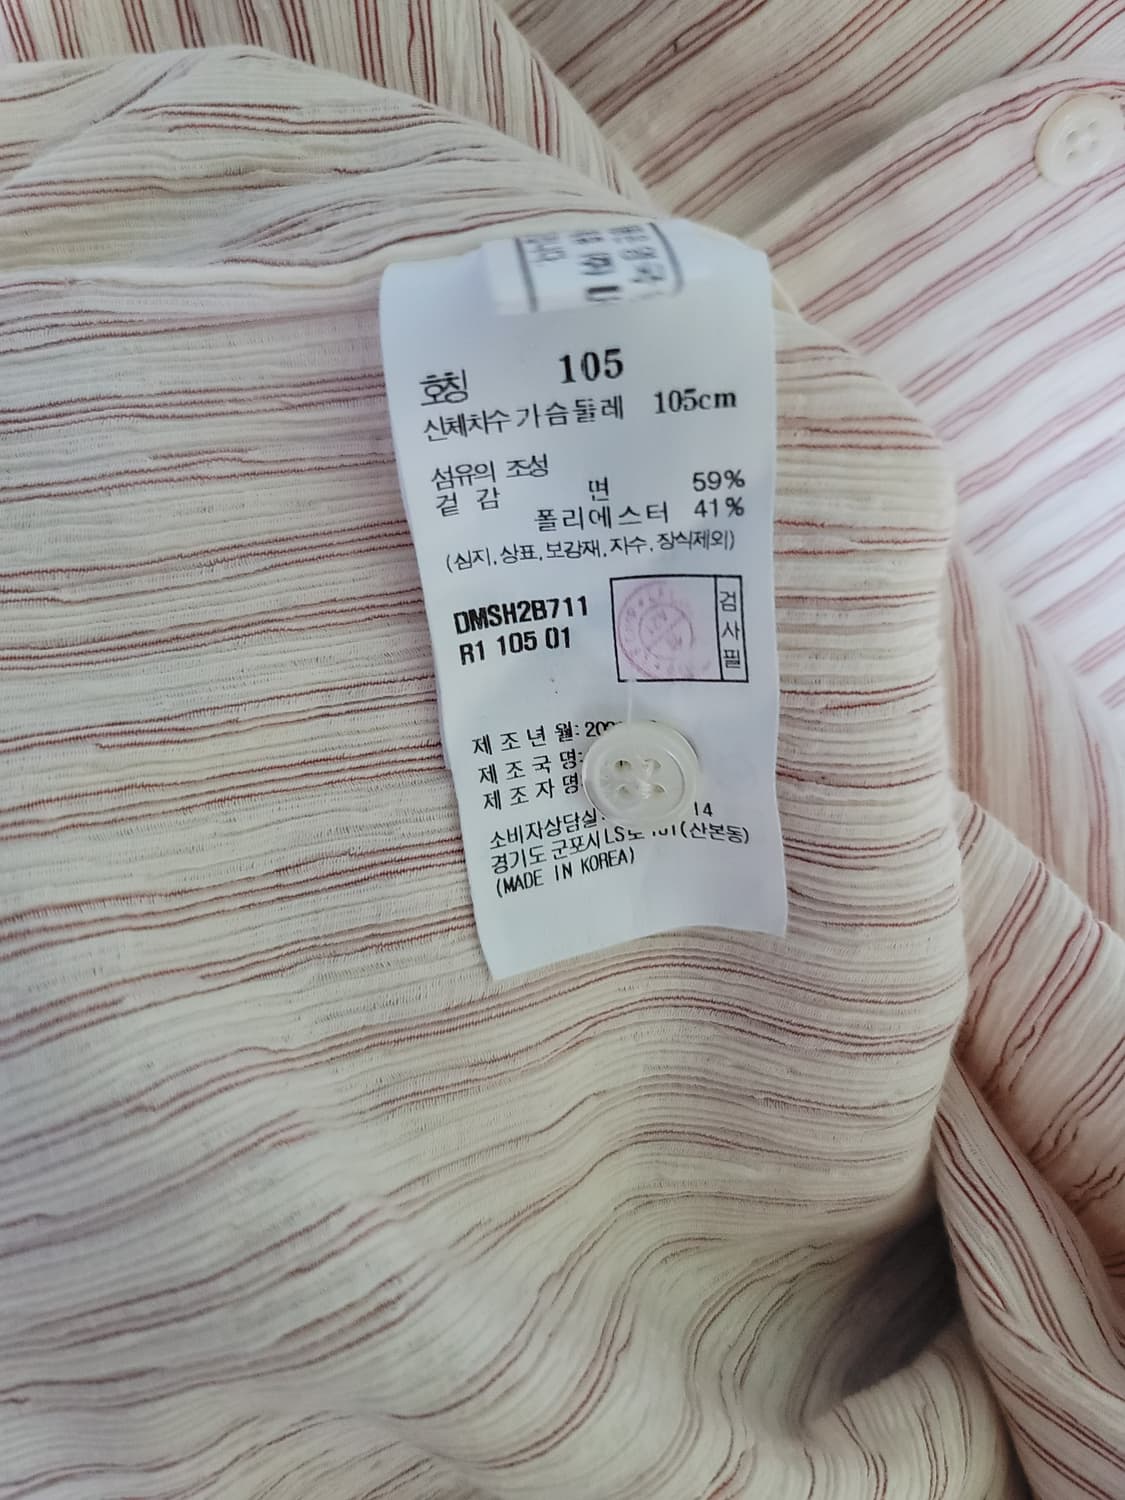 호칭 105
신체치수 가슴둘레 105cm
섬유의 조성
겉 감 면 59%
폴리에스터 41%
(심지,상표,보강재,자수,장식제외)
DMSH2B711
R1 105 01
검사필
제 조 년 월:
제 조 국 명:
제 조 자 명
소비자상담실: 14
경기도 군포시 LS로 (산본동)
(MADE IN KOREA)